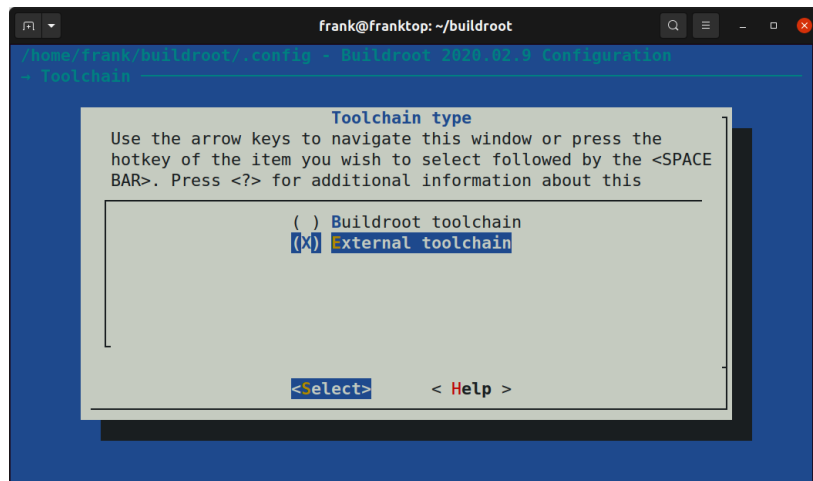 frank@franktop: ~/buildroot
/home/frank/buildroot/.config - Buildroot 2020.02.9 Configuration
→ Toolchain
Toolchain type
Use the arrow keys to navigate this window or press the
hotkey of the item you wish to select followed by the <SPACE
BAR>. Press <?> for additional information about this
( ) Buildroot toolchain
(X) External toolchain
<Select> < Help >